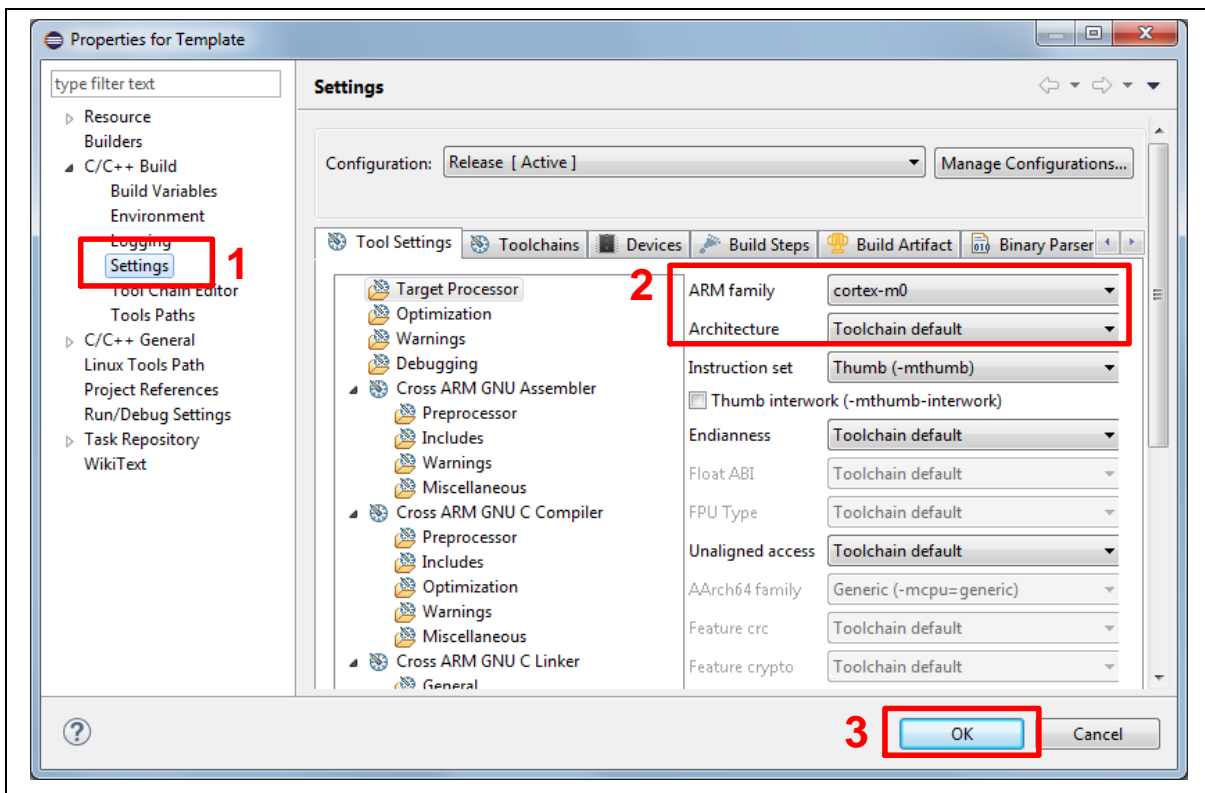 Properties for Template
type filter text
Resource
Builders
C/C++ Build
Build Variables
Environment
Logging
Settings
1
Tool Chain Editor
Tools Paths
C/C++ General
Linux Tools Path
Project References
Run/Debug Settings
Task Repository
WikiText
Settings
Configuration: Release [ Active ] Manage Configurations...
Tool Settings Toolchains Devices Build Steps Build Artifact Binary Parser
Target Processor
Optimization
Warnings
Debugging
Cross ARM GNU Assembler
Preprocessor
Includes
Warnings
Miscellaneous
Cross ARM GNU C Compiler
Preprocessor
Includes
Optimization
Warnings
Miscellaneous
Cross ARM GNU C Linker
General
2
ARM family cortex-m0
Architecture Toolchain default
Instruction set Thumb (-mthumb)
Thumb interwork (-mthumb-interwork)
Endianness Toolchain default
Float ABI Toolchain default
FPU Type Toolchain default
Unaligned access Toolchain default
AArch64 family Generic (-mcpu=generic)
Feature crc Toolchain default
Feature crypto Toolchain default
3
OK Cancel